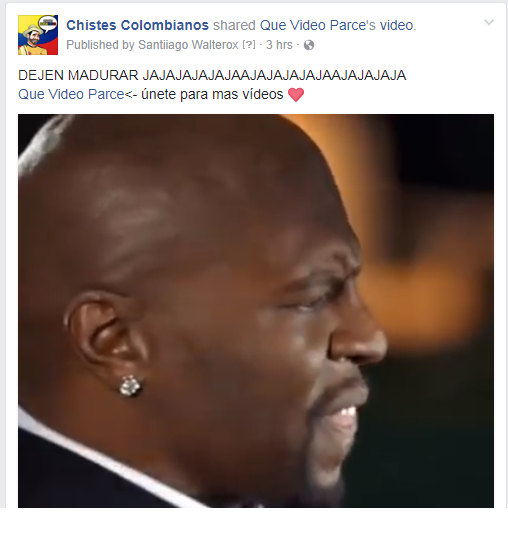 Chistes Colombianos shared Que Video Parce's video.
Published by Santiiago Walterox [?] · 3 hrs ·
DEJEN MADURAR JAJAJAJAJAJAAJAJAJAJAJAAJAJAJAJA
Que Video Parce<- únete para mas vídeos ❤